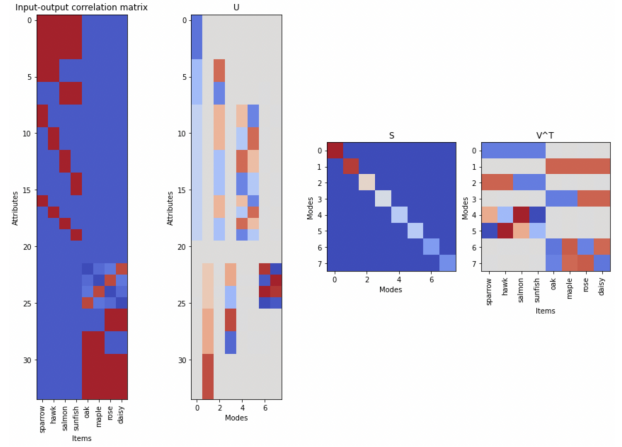 Input-output correlation matrix
U
0
5
10
15
20
25
30
Attributes
sparrow
hawk
salmon
sunfish
oak
maple
rose
daisy
Items
0
5
10
15
20
25
30
Attributes
0 2 4 6
Modes
S
0
1
2
3
4
5
6
7
Modes
0 2 4 6
Modes
V^T
0
1
2
3
4
5
6
7
Modes
sparrow
hawk
salmon
sunfish
oak
maple
rose
daisy
Items